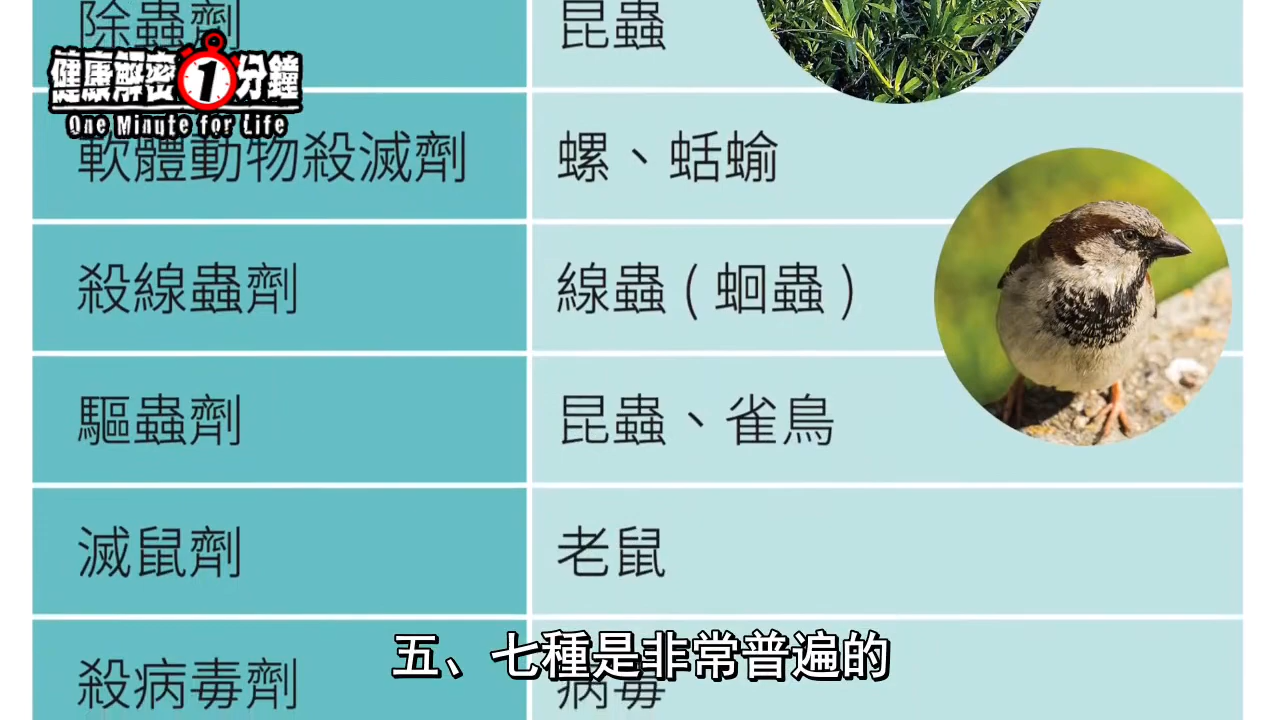 除蟲劑 昆蟲
健康解密1分鐘
One Minute for Life
軟體動物殺滅劑 螺、蛞蝓
殺線蟲劑 線蟲(蛔蟲)
驅蟲劑 昆蟲、雀鳥
滅鼠劑 老鼠
殺病毒劑 病毒
五、七種是非常普遍的